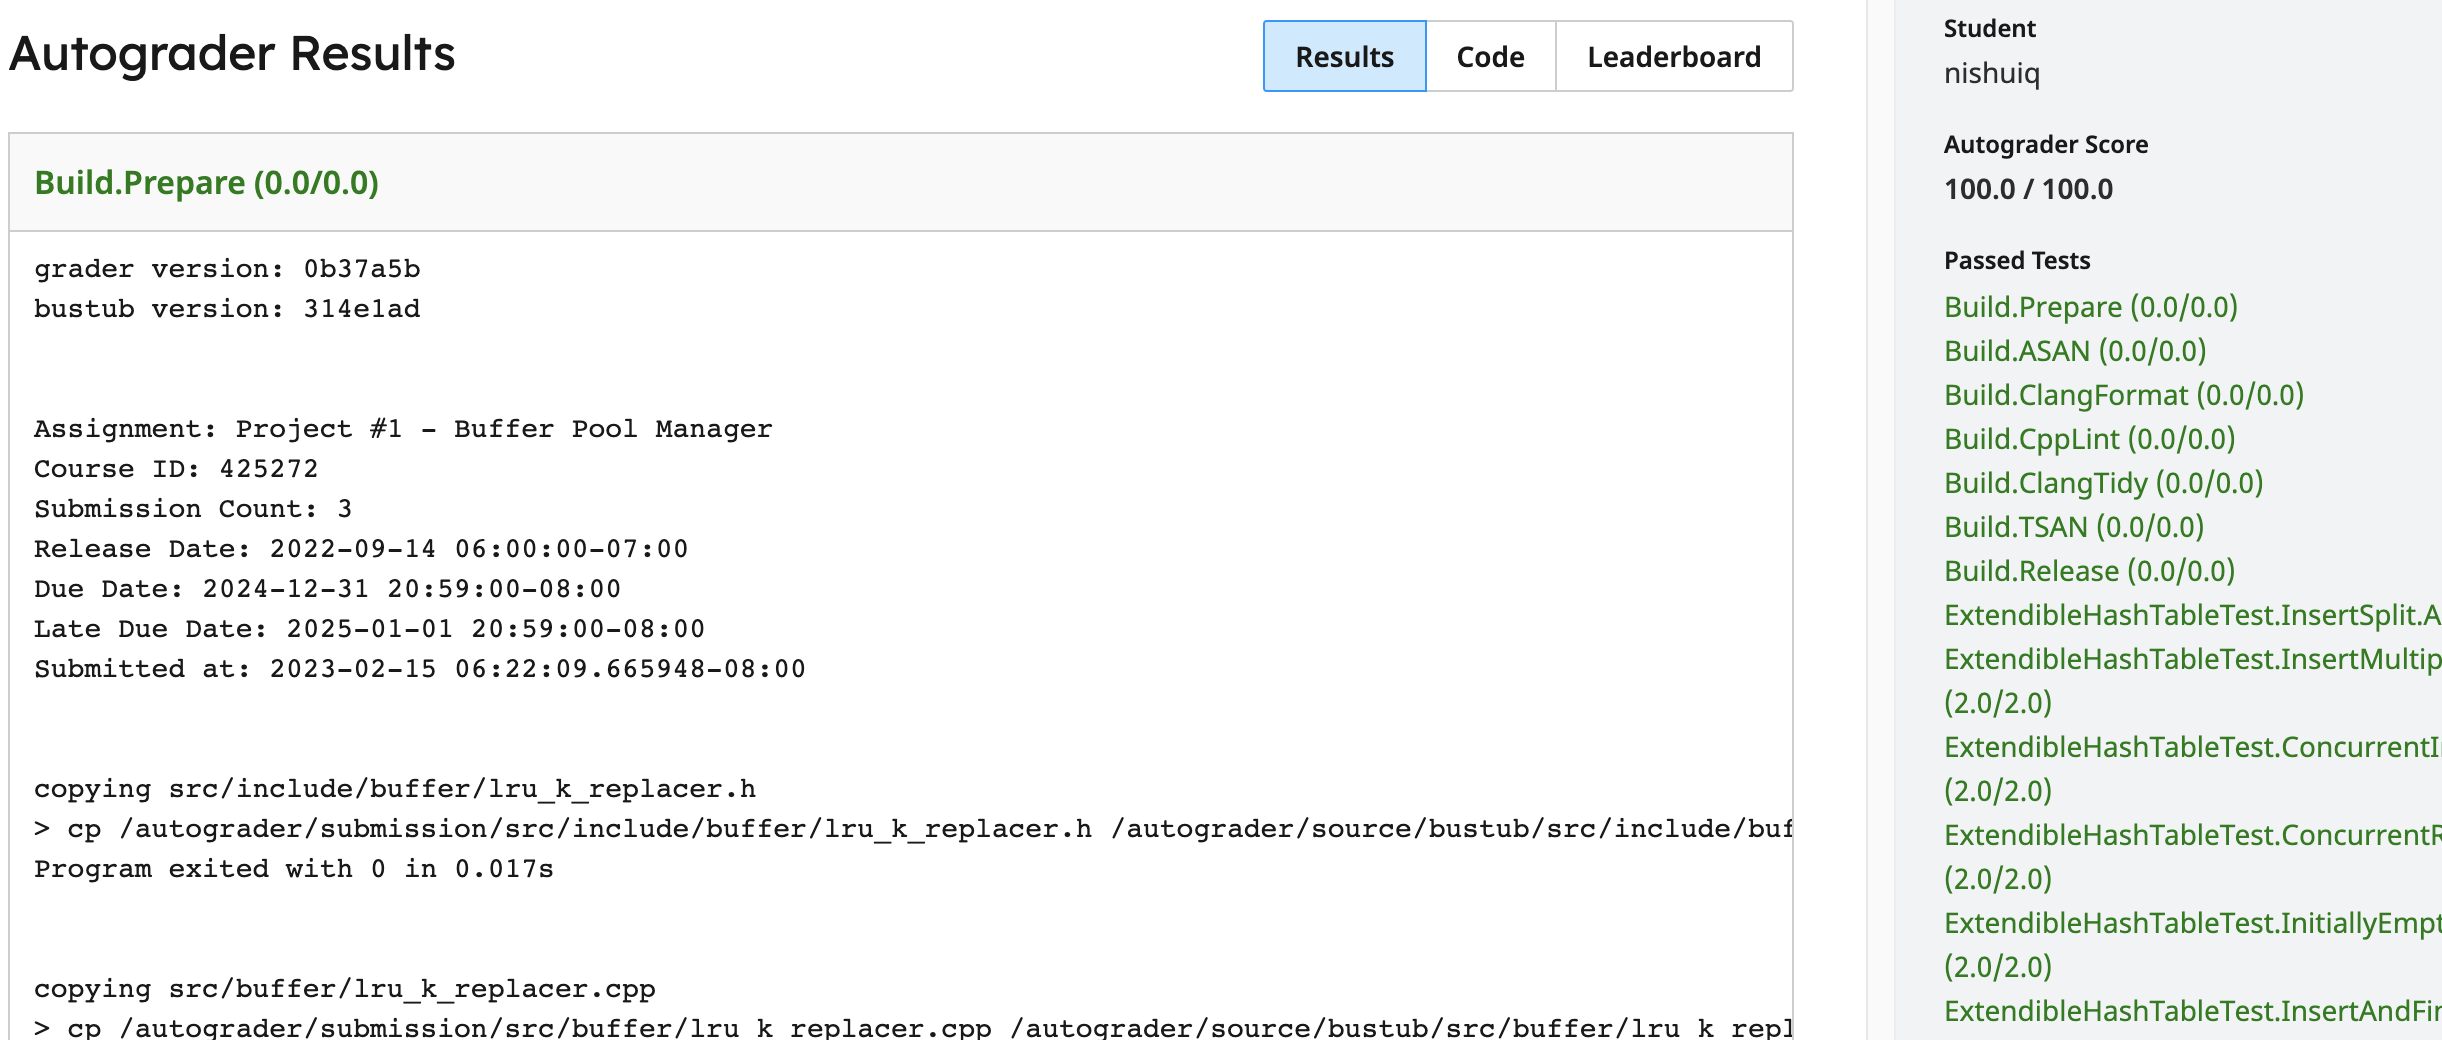 Autograder Results
Results
Code
Leaderboard
Build.Prepare (0.0/0.0)
grader version: 0b37a5b
bustub version: 314e1ad
Assignment: Project #1 - Buffer Pool Manager
Course ID: 425272
Submission Count: 3
Release Date: 2022-09-14 06:00:00-07:00
Due Date: 2024-12-31 20:59:00-08:00
Late Due Date: 2025-01-01 20:59:00-08:00
Submitted at: 2023-02-15 06:22:09.665948-08:00
copying src/include/buffer/lru_k_replacer.h
> cp /autograder/submission/src/include/buffer/lru_k_replacer.h /autograder/source/bustub/src/include/buf
Program exited with 0 in 0.017s
copying src/buffer/lru_k_replacer.cpp
> cp /autograder/submission/src/buffer/lru_k_replacer.cpp /autograder/source/bustub/src/buffer/lru_k_repl
Student
nishuiq
Autograder Score
100.0 / 100.0
Passed Tests
Build.Prepare (0.0/0.0)
Build.ASAN (0.0/0.0)
Build.ClangFormat (0.0/0.0)
Build.CppLint (0.0/0.0)
Build.ClangTidy (0.0/0.0)
Build.TSAN (0.0/0.0)
Build.Release (0.0/0.0)
ExtendibleHashTableTest.InsertSplit.A
ExtendibleHashTableTest.InsertMultip
(2.0/2.0)
ExtendibleHashTableTest.ConcurrentI
(2.0/2.0)
ExtendibleHashTableTest.ConcurrentR
(2.0/2.0)
ExtendibleHashTableTest.InitiallyEmpt
(2.0/2.0)
ExtendibleHashTableTest.InsertAndFin